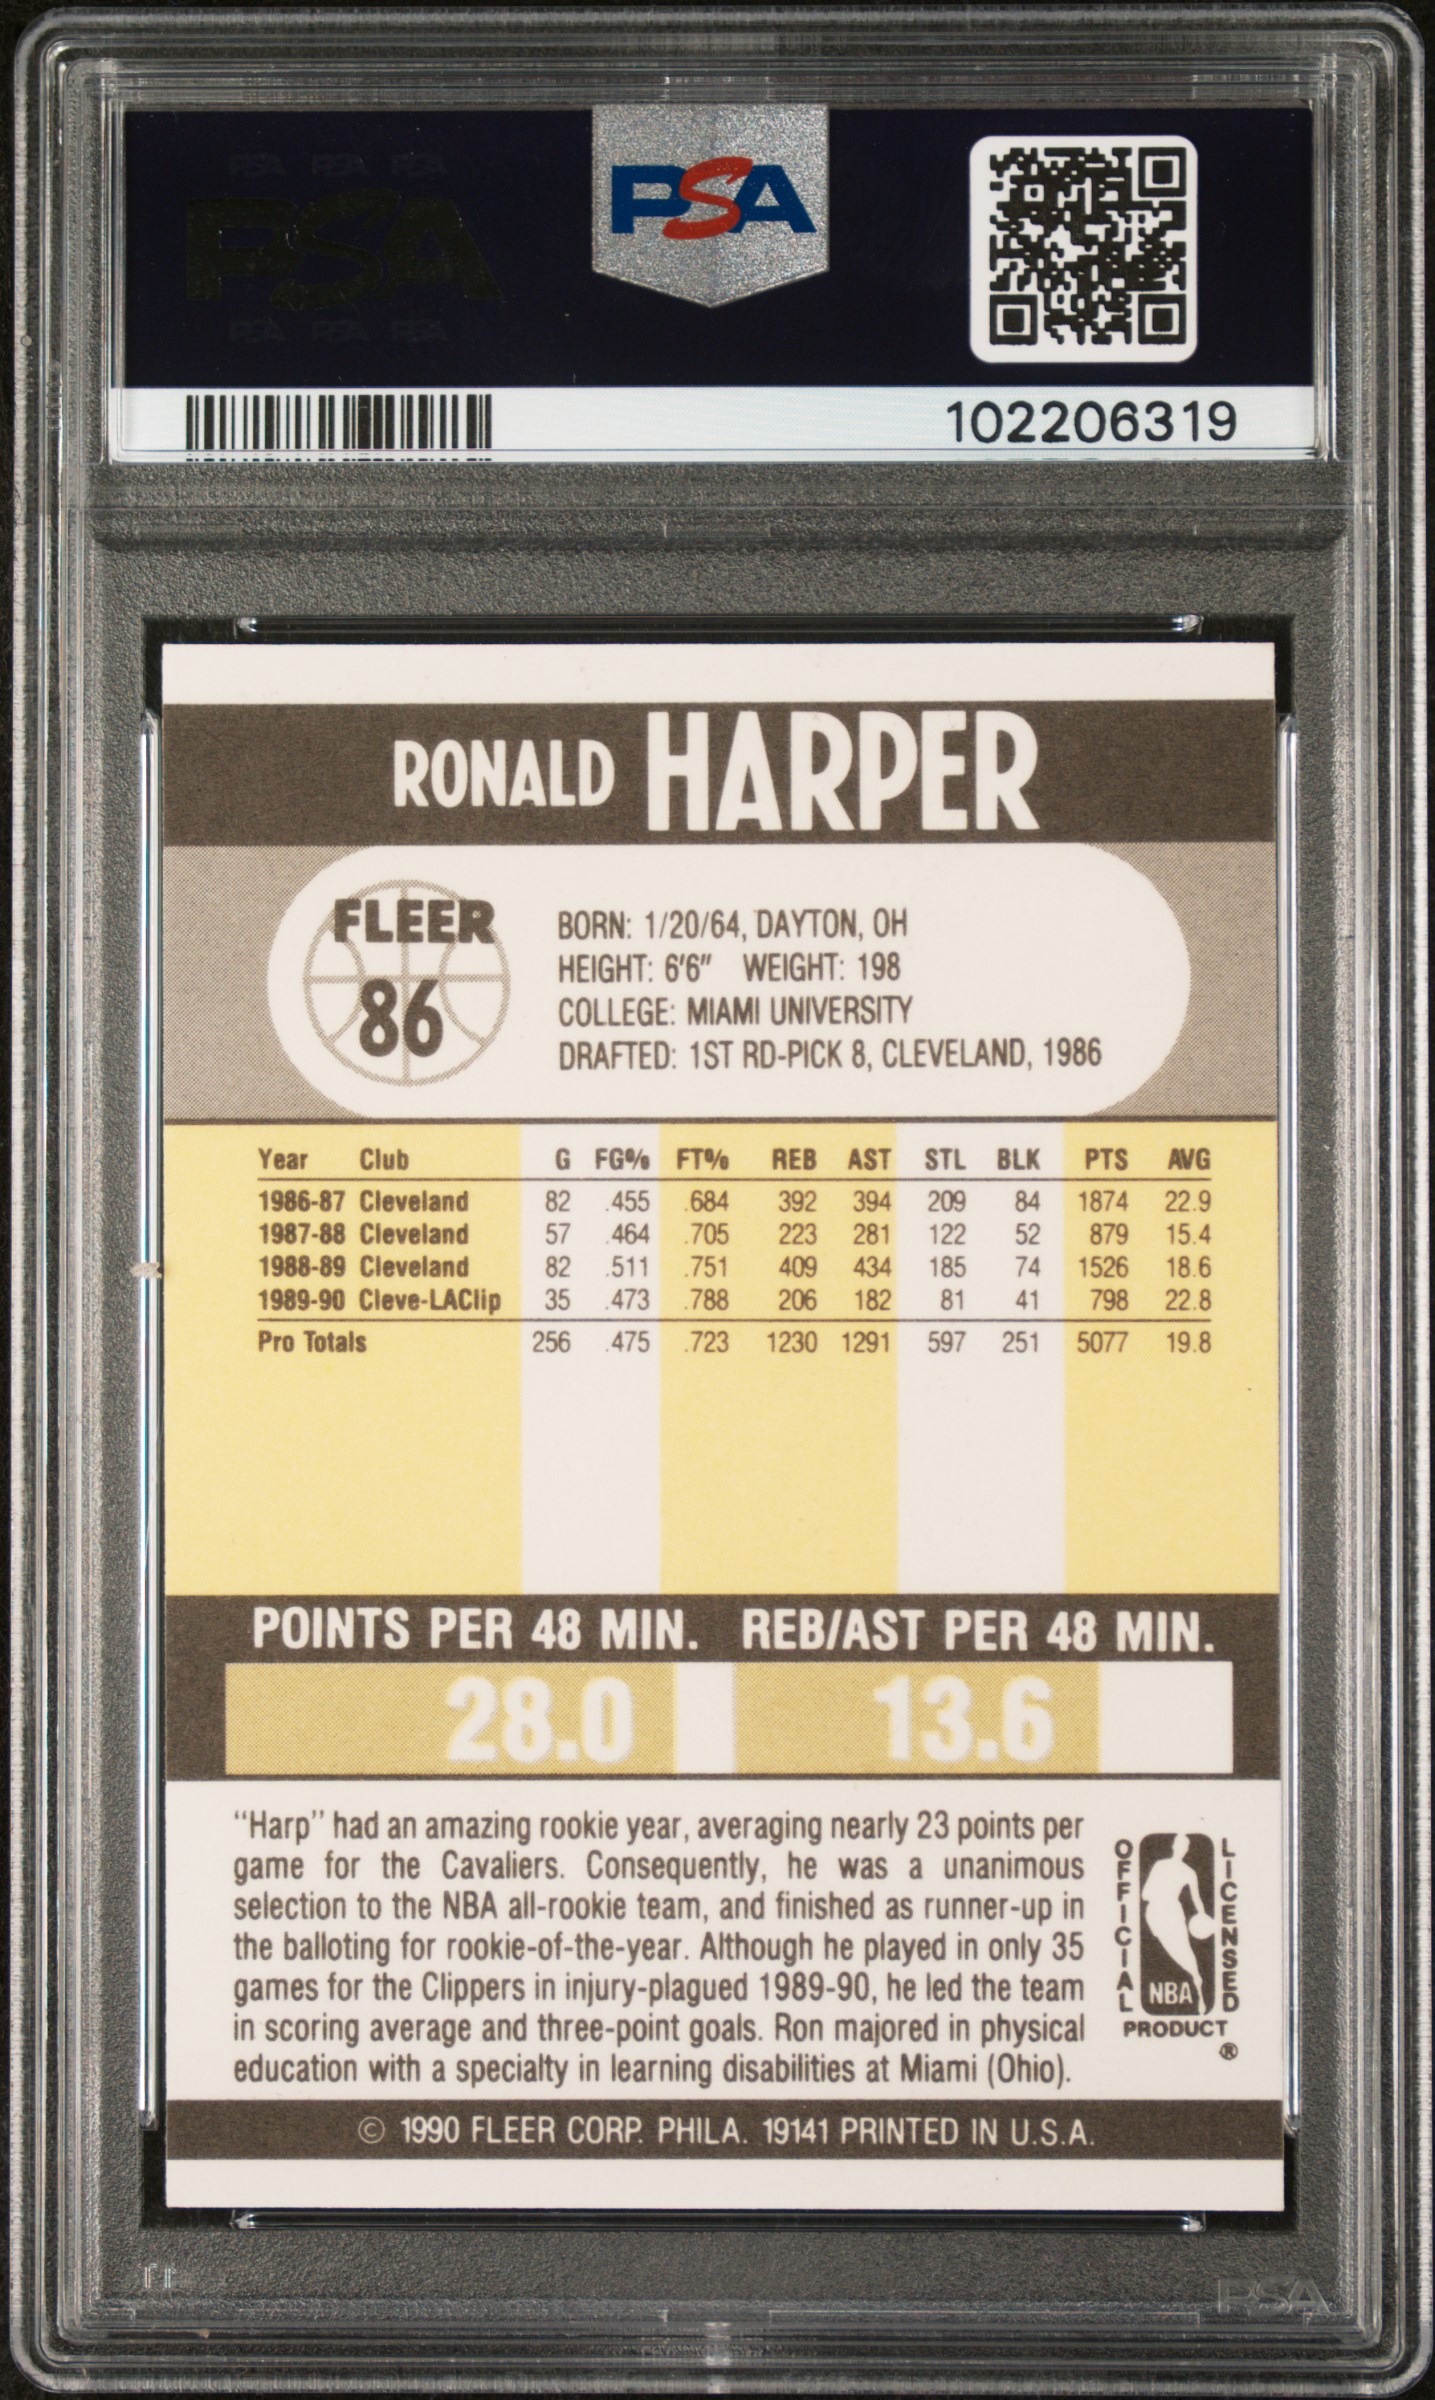 PSA PSA PSA
PSA
PSA PSA PSA
PSA
102206319
RONALD HARPER
FLEER
86
BORN: 1/20/64, DAYTON, OH
HEIGHT: 6'6" WEIGHT: 198
COLLEGE: MIAMI UNIVERSITY
DRAFTED: 1ST RD-PICK 8, CLEVELAND, 1986
Year Club G FG% FT% REB AST STL BLK PTS AVG
1986-87 Cleveland 82 .455 .684 392 394 209 84 1874 22.9
1987-88 Cleveland 57 .464 .705 223 281 122 52 879 15.4
1988-89 Cleveland 82 .511 .751 409 434 185 74 1526 18.6
1989-90 Cleve-LAClip 35 .473 .788 206 182 81 41 798 22.8
Pro Totals 256 .475 .723 1230 1291 597 251 5077 19.8
POINTS PER 48 MIN. REB/AST PER 48 MIN.
28.0 13.6
"Harp" had an amazing rookie year, averaging nearly 23 points per
game for the Cavaliers. Consequently, he was a unanimous
selection to the NBA all-rookie team, and finished as runner-up in
the balloting for rookie-of-the-year. Although he played in only 35
games for the Clippers in injury-plagued 1989-90, he led the team
in scoring average and three-point goals. Ron majored in physical
education with a specialty in learning disabilities at Miami (Ohio).
OFFICIAL LICENSED
NBA
PRODUCT
®
© 1990 FLEER CORP. PHILA. 19141 PRINTED IN U.S.A.
PSA